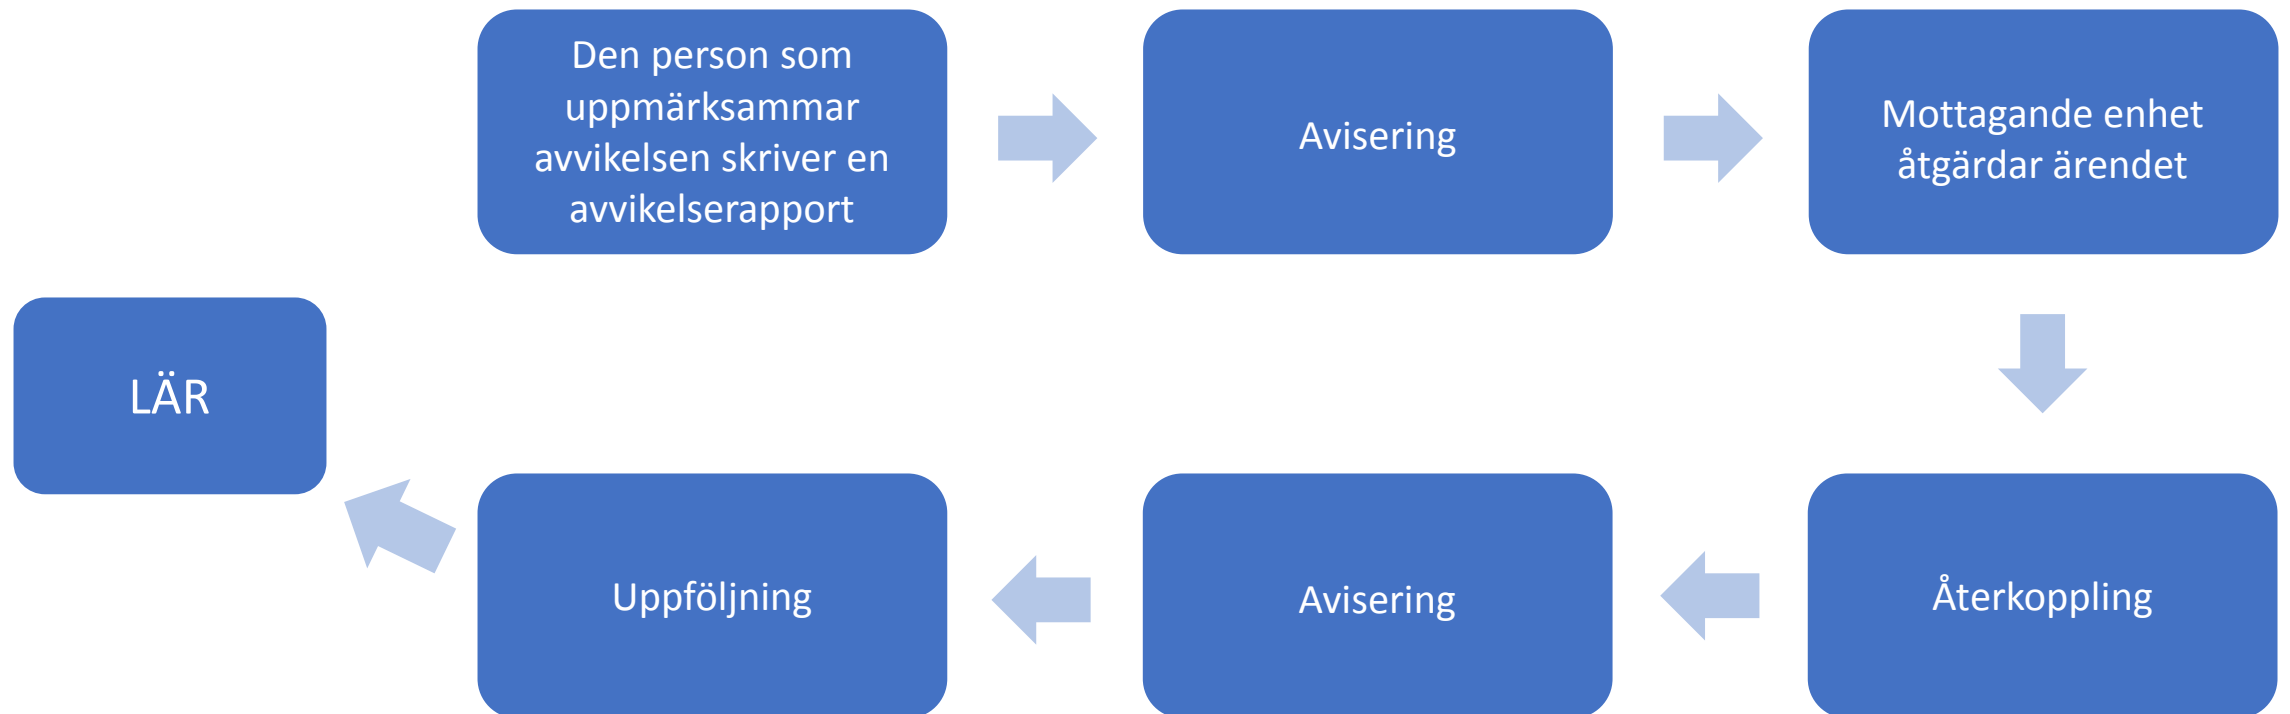 Den person som
uppmärksammar
avvikelsen skriver en
avvikelserapport
Avisering
Mottagande enhet
åtgärdar ärendet
Återkoppling
Avisering
Uppföljning
LÄR